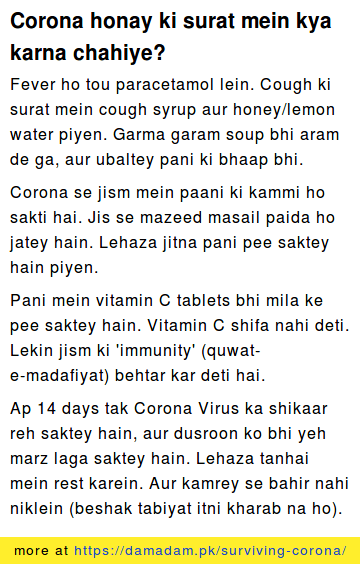 Corona honay ki surat mein kya
karna chahiye?
Fever ho tou paracetamol lein. Cough ki
surat mein cough syrup aur honey/lemon
water piyen. Garma garam soup bhi aram
de ga, aur ubaltey pani ki bhaap bhi.
Corona se jism mein paani ki kammi ho
sakti hai. Jis se mazeed masail paida ho
jatey hain. Lehaza jitna pani pee saktey
hain piyen.
Pani mein vitamin C tablets bhi mila ke
pee saktey hain. Vitamin C shifa nahi deti.
Lekin jism ki 'immunity' (quwat-
e-madafiyat) behtar kar deti hai.
Ap 14 days tak Corona Virus ka shikaar
reh saktey hain, aur dusroon ko bhi yeh
marz laga saktey hain. Lehaza tanhai
mein rest karein. Aur kamrey se bahir nahi
niklein (beshak tabiyat itni kharab na ho).
more at https://damadam.pk/surviving-corona/